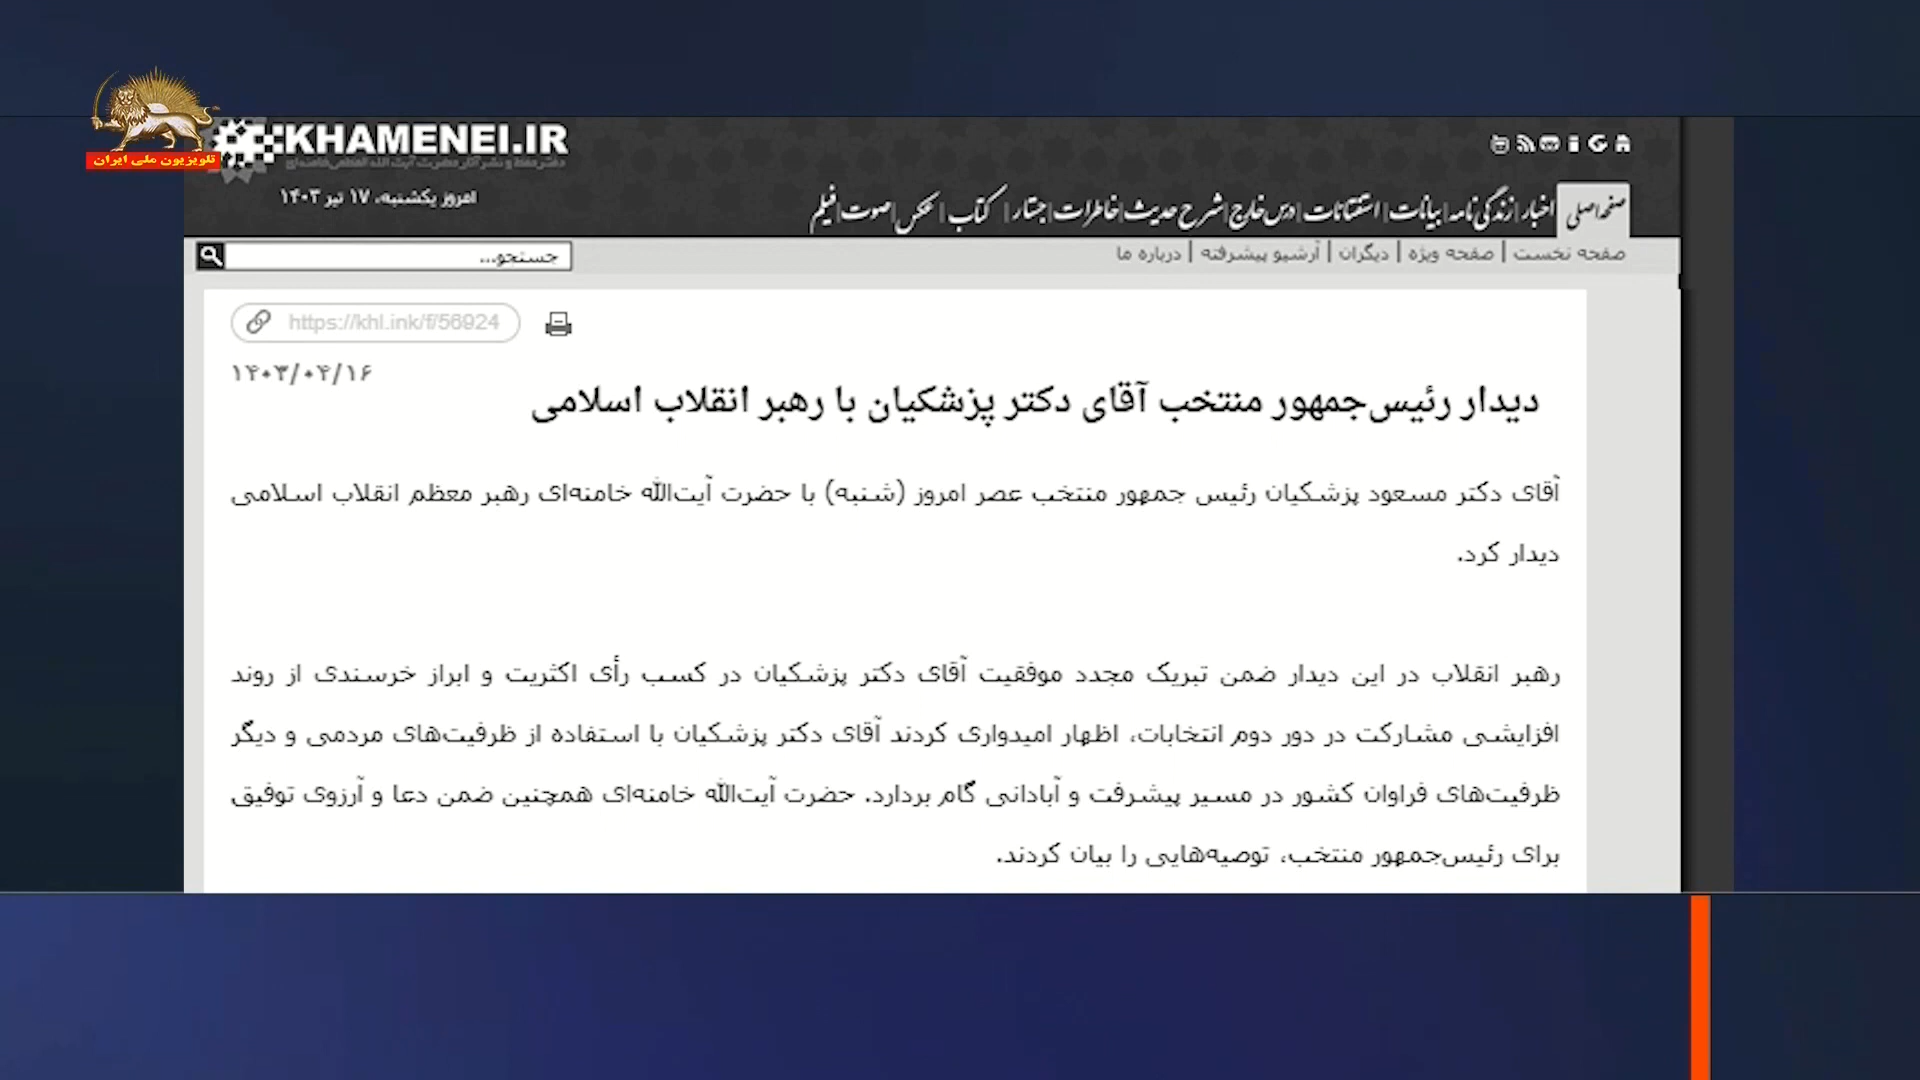 تلویزیون ملی ایران
KHAMENEI.IR
امروز یکشنبه، ۱۷ تیر ۱۴۰۳
صفحه اصلی
اخبار | زندگی‌نامه | بیانات | استفتائات | درس خارج | شرح حدیث | خاطرات | جستار | کتاب | عکس | صوت | فیلم
جستجو...
صفحه نخست | صفحه ویژه | دیگران | آرشیو پیشرفته | درباره ما
https://khl.ink/f/56924
۱۴۰۳/۰۴/۱۶
دیدار رئیس‌جمهور منتخب آقای دکتر پزشکیان با رهبر انقلاب اسلامی
آقای دکتر مسعود پزشکیان رئیس جمهور منتخب عصر امروز (شنبه) با حضرت آیت‌الله خامنه‌ای رهبر معظم انقلاب اسلامی
دیدار کرد.
رهبر انقلاب در این دیدار ضمن تبریک مجدد موفقیت آقای دکتر پزشکیان در کسب رأی اکثریت و ابراز خرسندی از روند
افزایشی مشارکت در دور دوم انتخابات، اظهار امیدواری کردند آقای دکتر پزشکیان با استفاده از ظرفیت‌های مردمی و دیگر
ظرفیت‌های فراوان کشور در مسیر پیشرفت و آبادانی گام بردارد. حضرت آیت‌الله خامنه‌ای همچنین ضمن دعا و آرزوی توفیق
برای رئیس‌جمهور منتخب، توصیه‌هایی را بیان کردند.